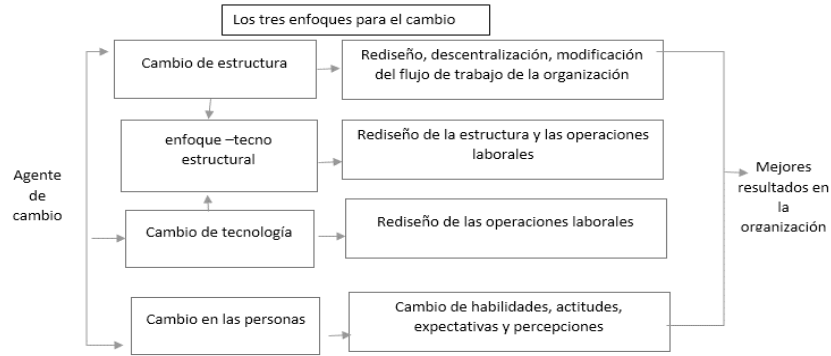 Los tres enfoques para el cambio
Cambio de estructura
Rediseño, descentralización, modificación
del flujo de trabajo de la organización
enfoque –tecno
estructural
Rediseño de la estructura y las operaciones
laborales
Agente
de
cambio
Mejores
resultados en
la
organización
Cambio de tecnología
Rediseño de las operaciones laborales
Cambio en las personas
Cambio de habilidades, actitudes,
expectativas y percepciones